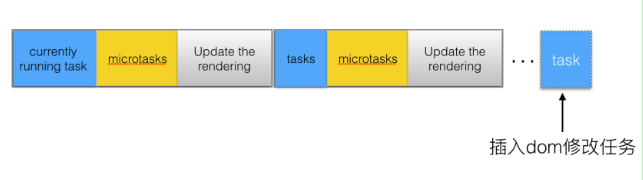 currently
running task
microtasks
Update the
rendering
tasks
microtasks
Update the
rendering
...
task
插入dom修改任务